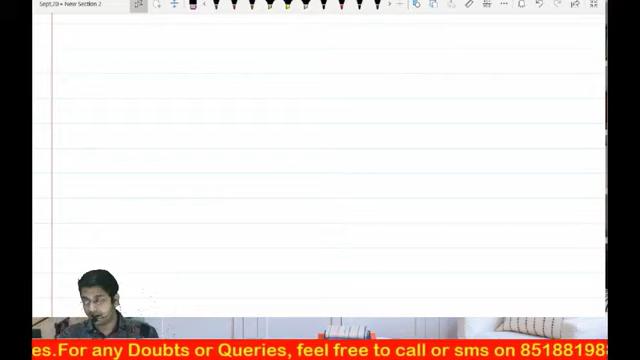 Sept,20 » New Section 2
es.For any Doubts or Queries, feel free to call or sms on 85188198